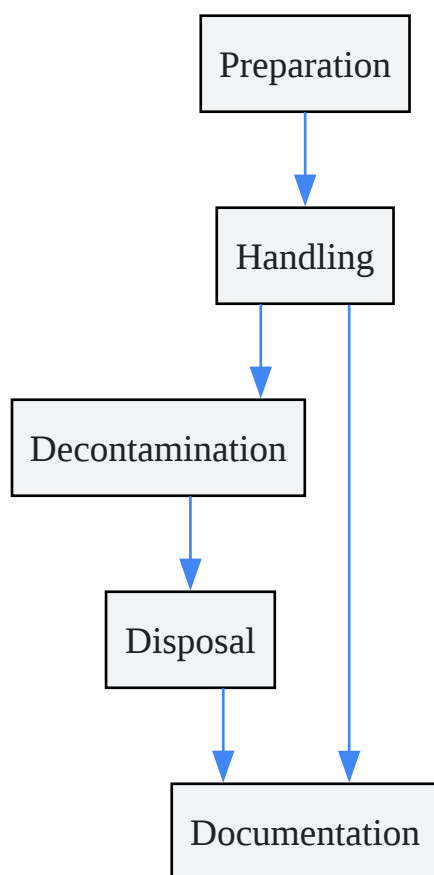 Preparation
Handling
Decontamination
Disposal
Documentation